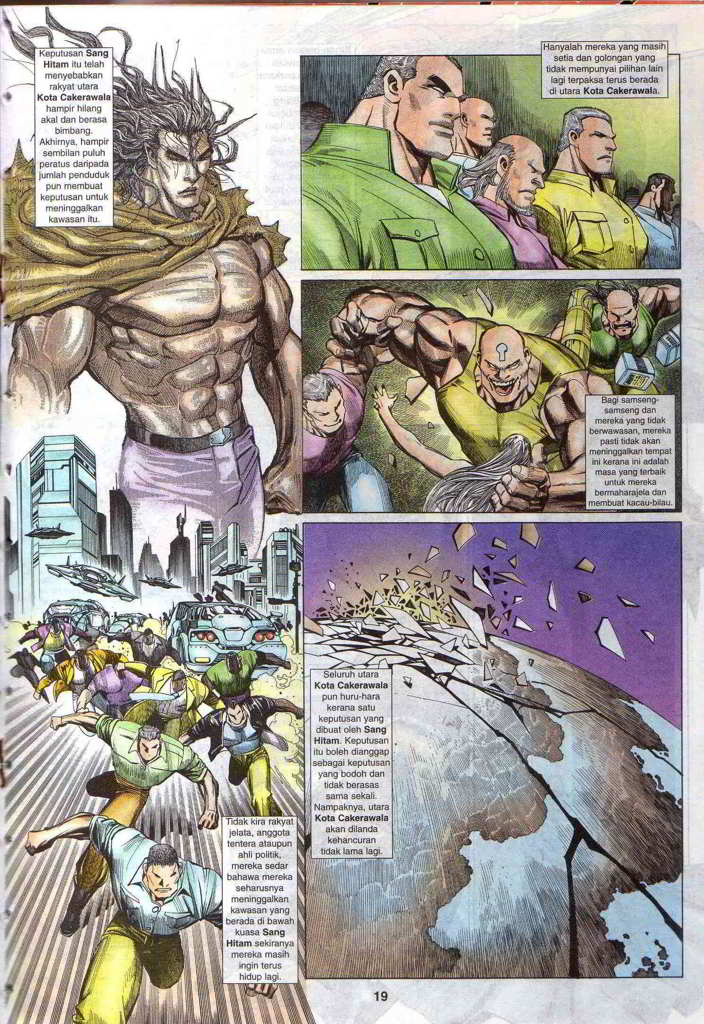 Keputusan Sang
Hitam itu telah
menyebabkan
rakyat utara
Kota Cakerawala
hampir hilang
akal dan berasa
bimbang.
Akhirnya, hampir
sembilan puluh
peratus daripada
jumlah penduduk
pun membuat
keputusan untuk
meninggalkan
kawasan itu.
Hanyalah mereka yang masih
setia dan golongan yang
tidak mempunyai pilihan lain
lagi terpaksa terus berada
di utara Kota Cakerawala.
Bagi samseng-
samseng dan
mereka yang tidak
berwawasan, mereka
pasti tidak akan
meninggalkan tempat
ini kerana ini adalah
masa yang terbaik
untuk mereka
bermaharajela dan
membuat kacau-bilau.
Tidak kira rakyat
jelata, anggota
tentera ataupun
ahli politik,
mereka sedar
bahawa mereka
seharusnya
meninggalkan
kawasan yang
berada di bawah
kuasa Sang
Hitam sekiranya
mereka masih
ingin terus
hidup lagi.
Seluruh utara
Kota Cakerawala
pun huru-hara
kerana satu
keputusan yang
dibuat oleh Sang
Hitam. Keputusan
itu boleh dianggap
sebagai keputusan
yang bodoh dan
tidak berasas
sama sekali.
Nampaknya, utara
Kota Cakerawala
akan dilanda
kehancuran
tidak lama lagi.
19